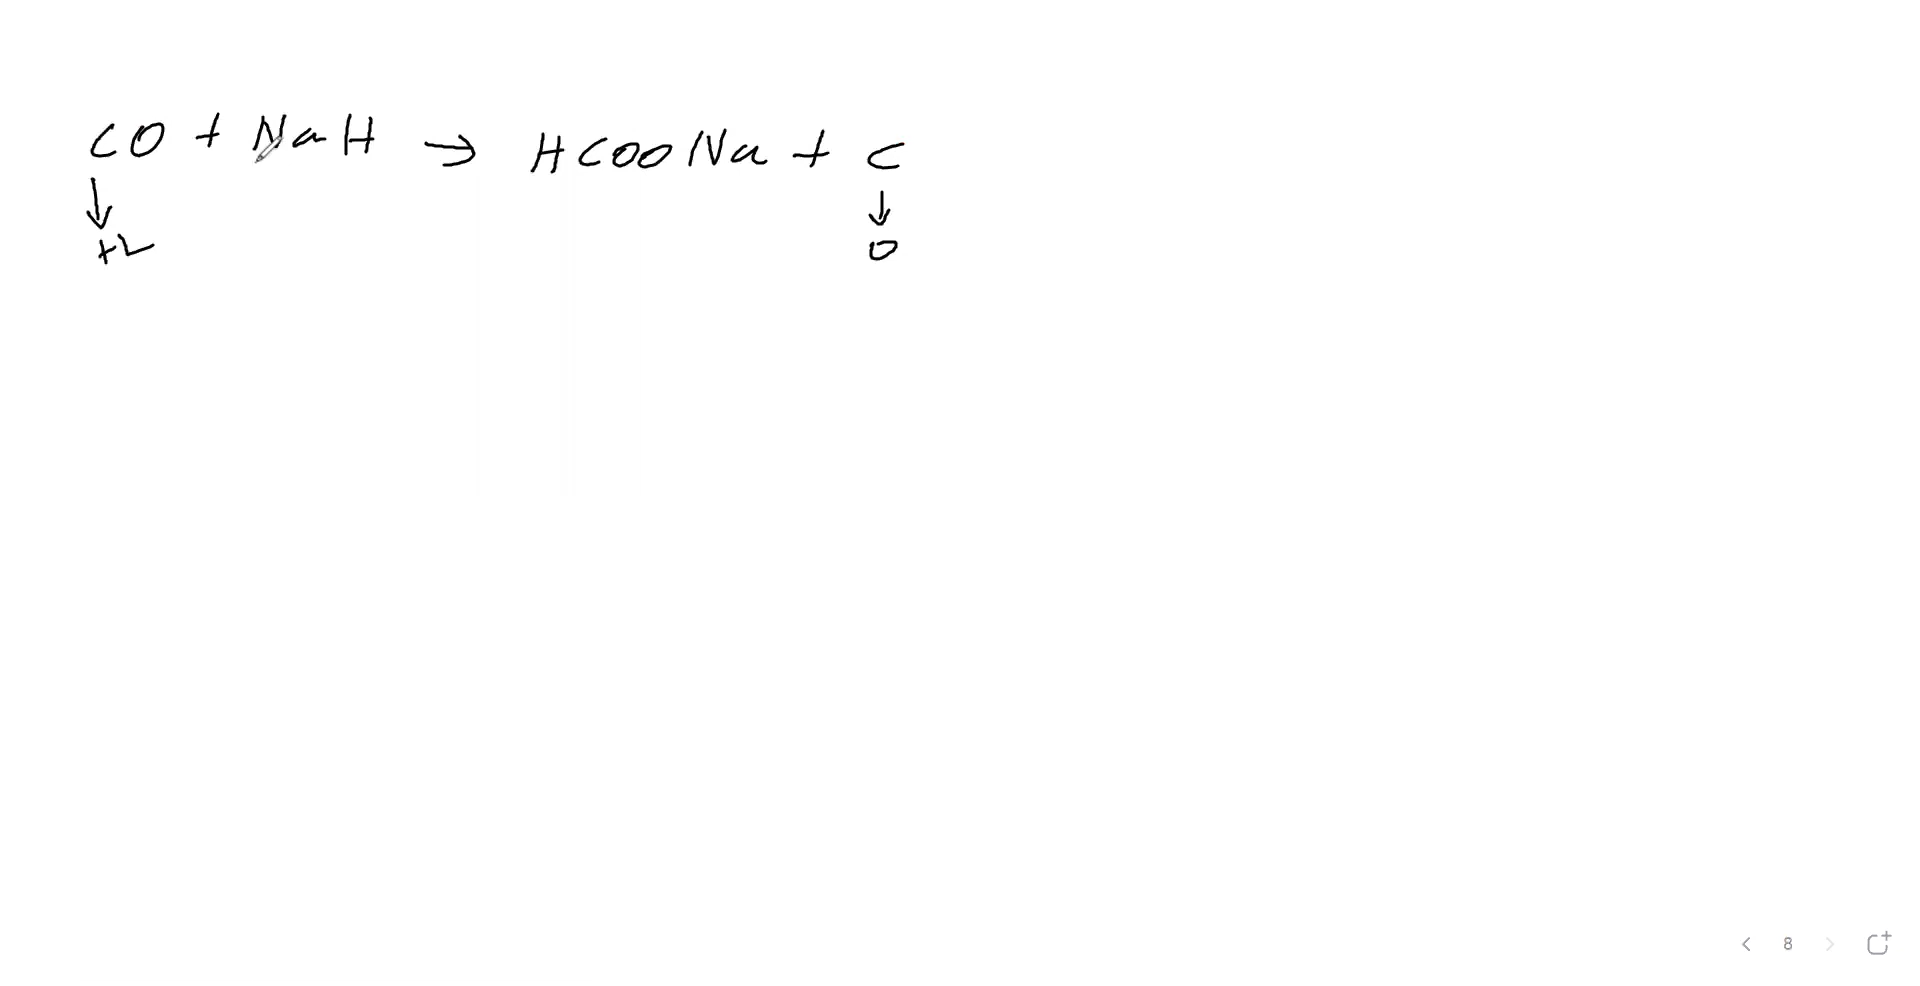 CO + NaH → HCOONa + C
↓ ↓
+2 0
8